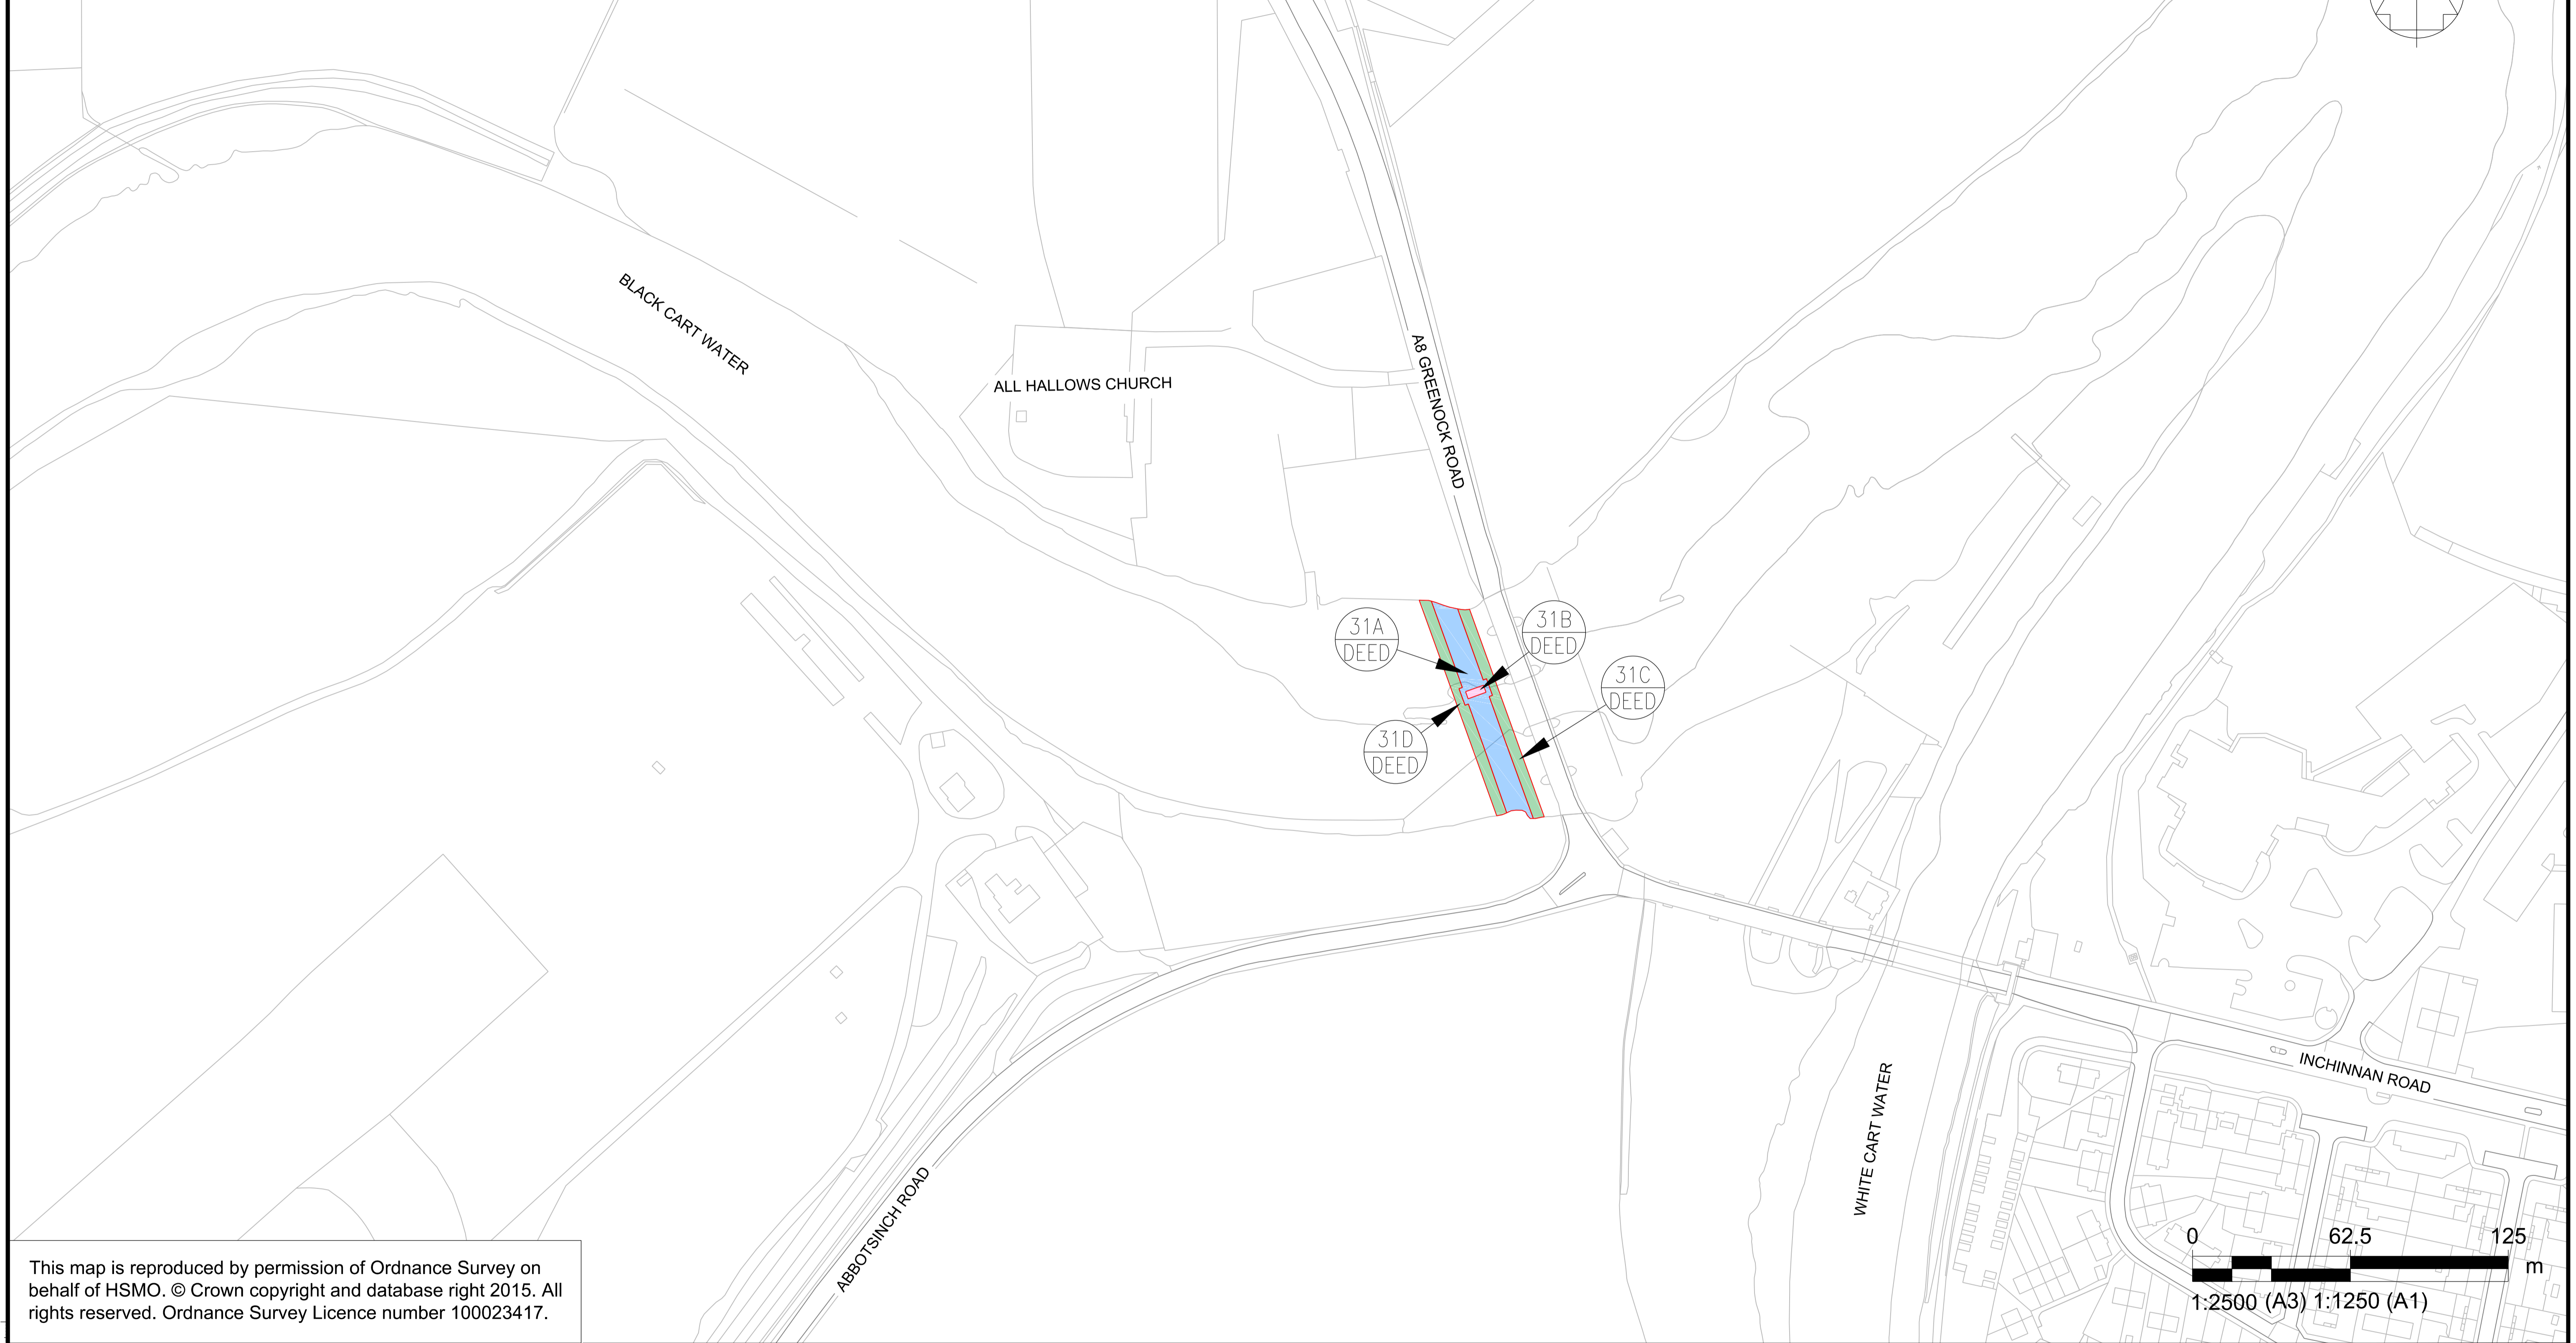 BLACK CART WATER
ALL HALLOWS CHURCH
A8 GREENOCK ROAD
31A
DEED
31B
DEED
31C
DEED
31D
DEED
INCHINNAN ROAD
WHITE CART WATER
ABBOTSINCH ROAD
0 62.5 125
m
1:2500 (A3) 1:1250 (A1)
This map is reproduced by permission of Ordnance Survey on
behalf of HSMO. © Crown copyright and database right 2015. All
rights reserved. Ordnance Survey Licence number 100023417.